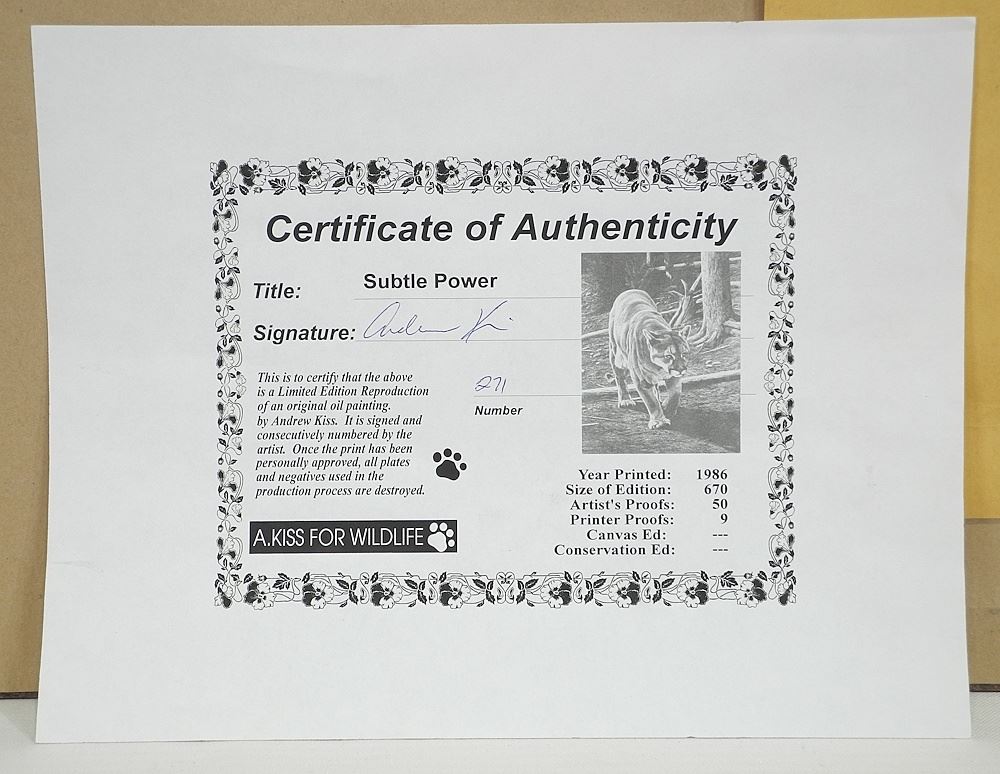 Certificate of Authenticity
Title: Subtle Power
Signature: Andrew Kiss
This is to certify that the above
is a Limited Edition Reproduction
of an original oil painting.
by Andrew Kiss. It is signed and
consecutively numbered by the
artist. Once the print has been
personally approved, all plates
and negatives used in the
production process are destroyed.
271
Number
A.KISS FOR WILDLIFE
Year Printed: 1986
Size of Edition: 670
Artist's Proofs: 50
Printer Proofs: 9
Canvas Ed: ---
Conservation Ed: ---